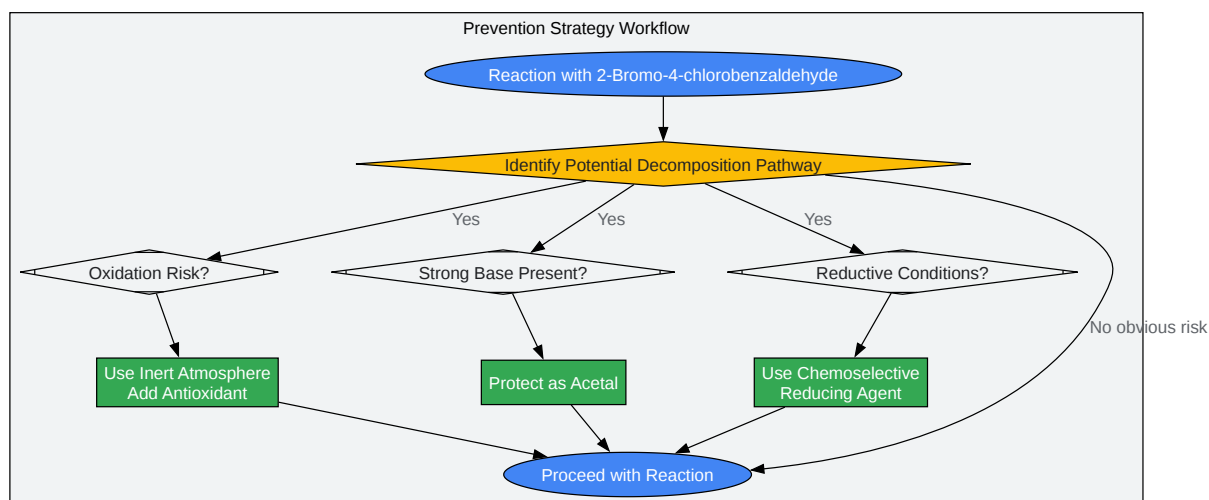 Prevention Strategy Workflow
Reaction with 2-Bromo-4-chlorobenzaldehyde
Identify Potential Decomposition Pathway
Yes
Yes
Yes
Oxidation Risk?
Strong Base Present?
Reductive Conditions?
No obvious risk
Use Inert Atmosphere
Add Antioxidant
Protect as Acetal
Use Chemoselective
Reducing Agent
Proceed with Reaction